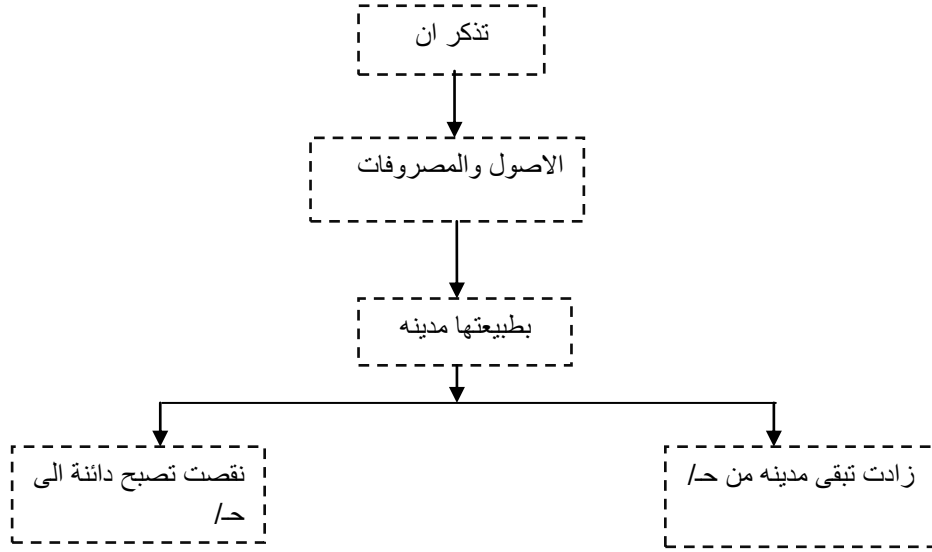 تذكر ان
الاصول والمصروفات
بطبيعتها مدينه
زادت تبقى مدينه من حـ/
نقصت تصبح دائنة الى
حـ/